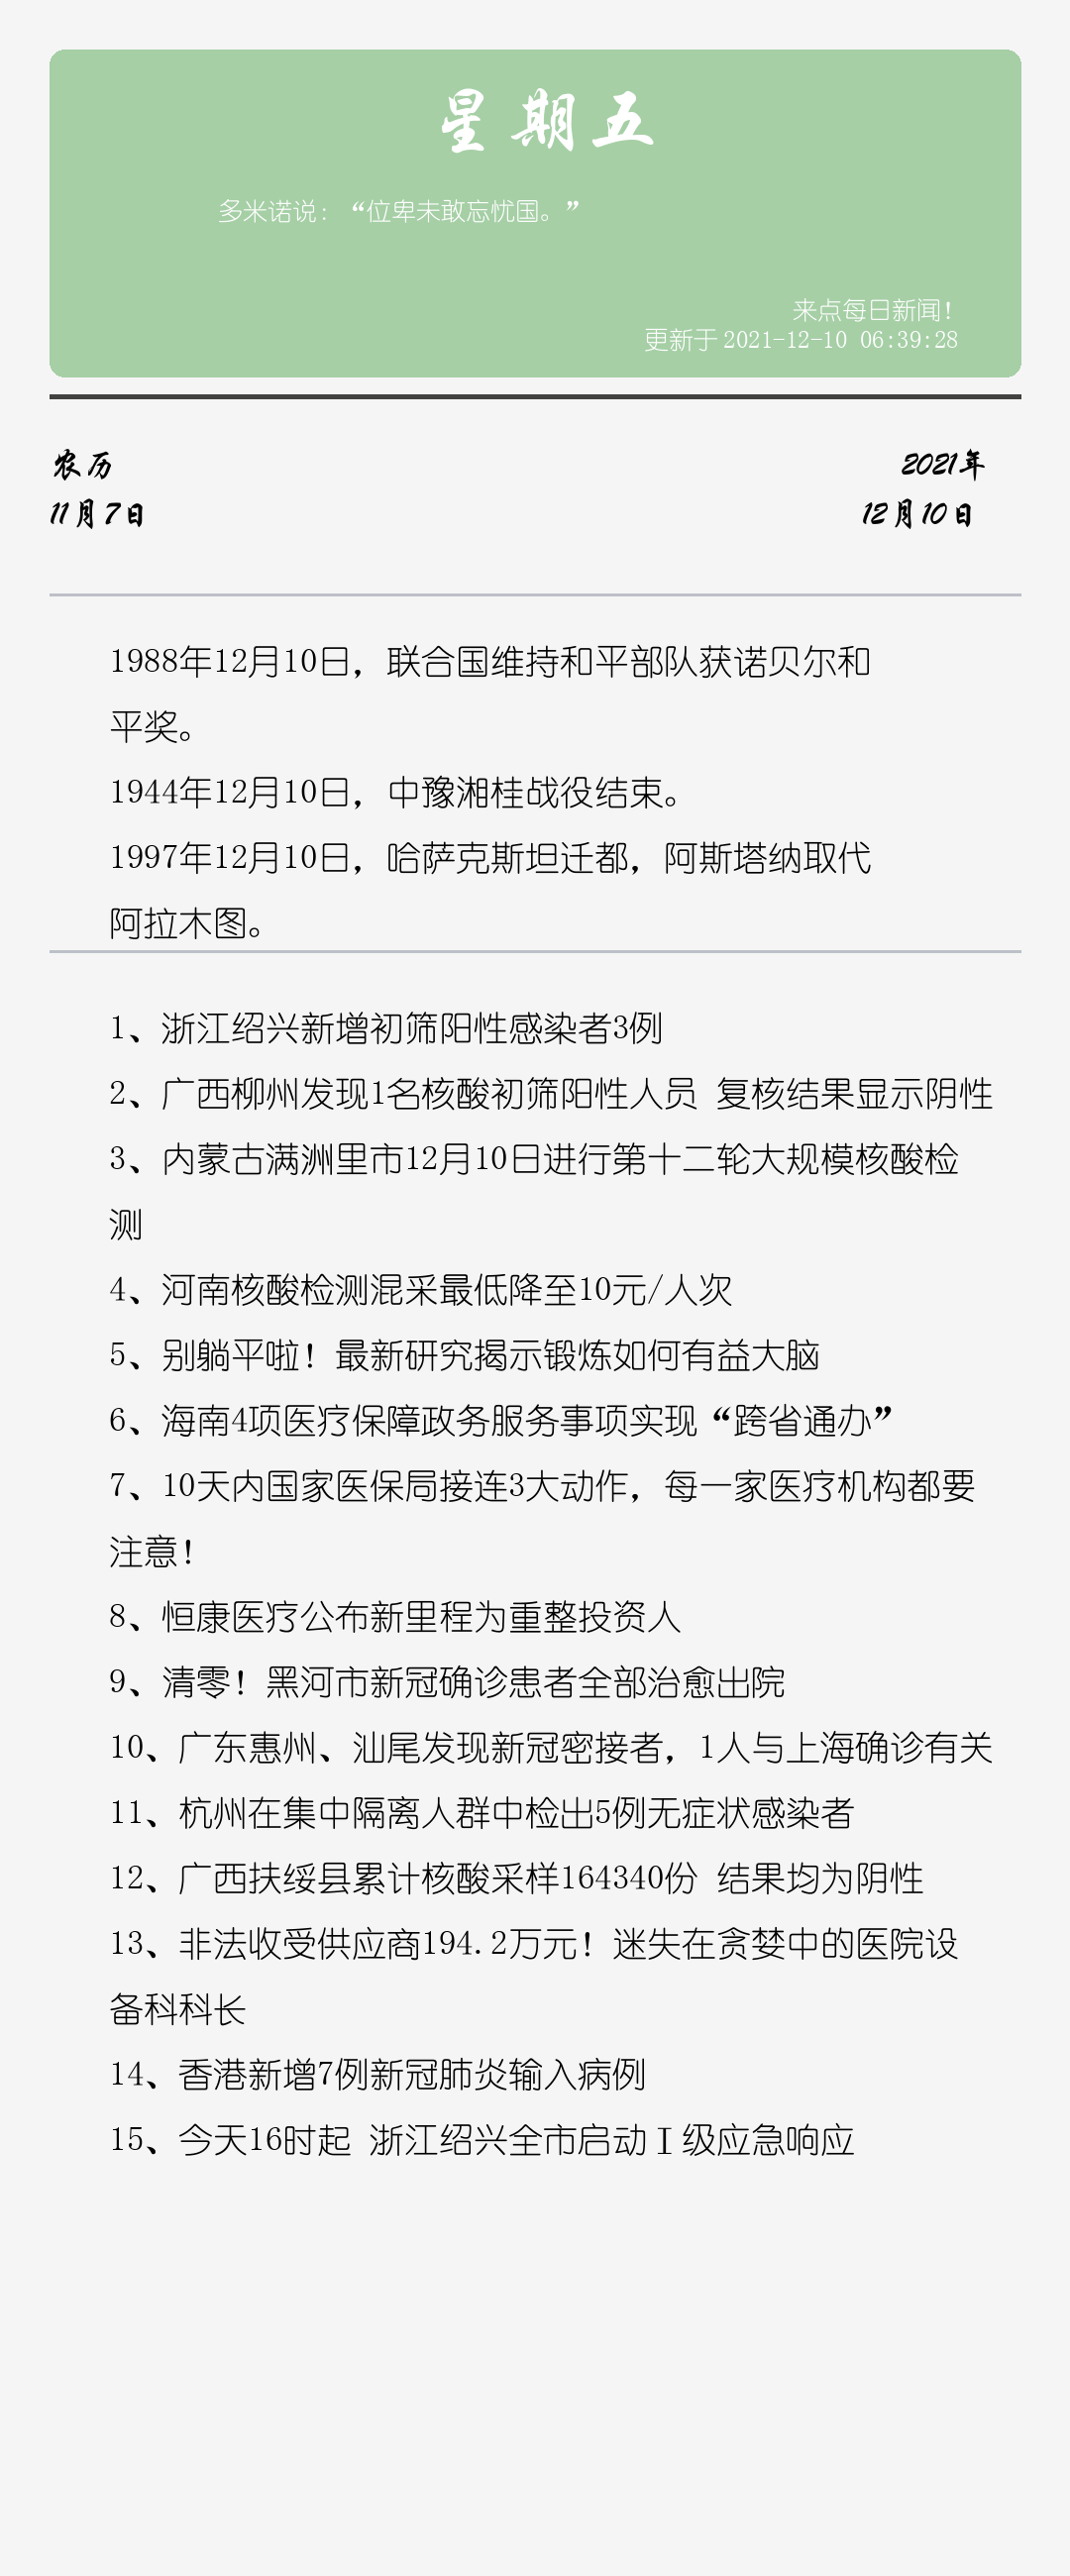 星期五
多米诺说：“位卑未敢忘忧国。”
来点每日新闻！
更新于 2021-12-10 06:39:28
农历
2021年
11月7日
12月10日
1988年12月10日，联合国维持和平部队获诺贝尔和
平奖。
1944年12月10日，中豫湘桂战役结束。
1997年12月10日，哈萨克斯坦迁都，阿斯塔纳取代
阿拉木图。
1、浙江绍兴新增初筛阳性感染者3例
2、广西柳州发现1名核酸初筛阳性人员 复核结果显示阴性
3、内蒙古满洲里市12月10日进行第十二轮大规模核酸检
测
4、河南核酸检测混采最低降至10元/人次
5、别躺平啦！最新研究揭示锻炼如何有益大脑
6、海南4项医疗保障政务服务事项实现“跨省通办”
7、10天内国家医保局接连3大动作，每一家医疗机构都要
注意！
8、恒康医疗公布新里程为重整投资人
9、清零！黑河市新冠确诊患者全部治愈出院
10、广东惠州、汕尾发现新冠密接者，1人与上海确诊有关
11、杭州在集中隔离人群中检出5例无症状感染者
12、广西扶绥县累计核酸采样164340份 结果均为阴性
13、非法收受供应商194.2万元！迷失在贪婪中的医院设
备科科长
14、香港新增7例新冠肺炎输入病例
15、今天16时起 浙江绍兴全市启动Ⅰ级应急响应